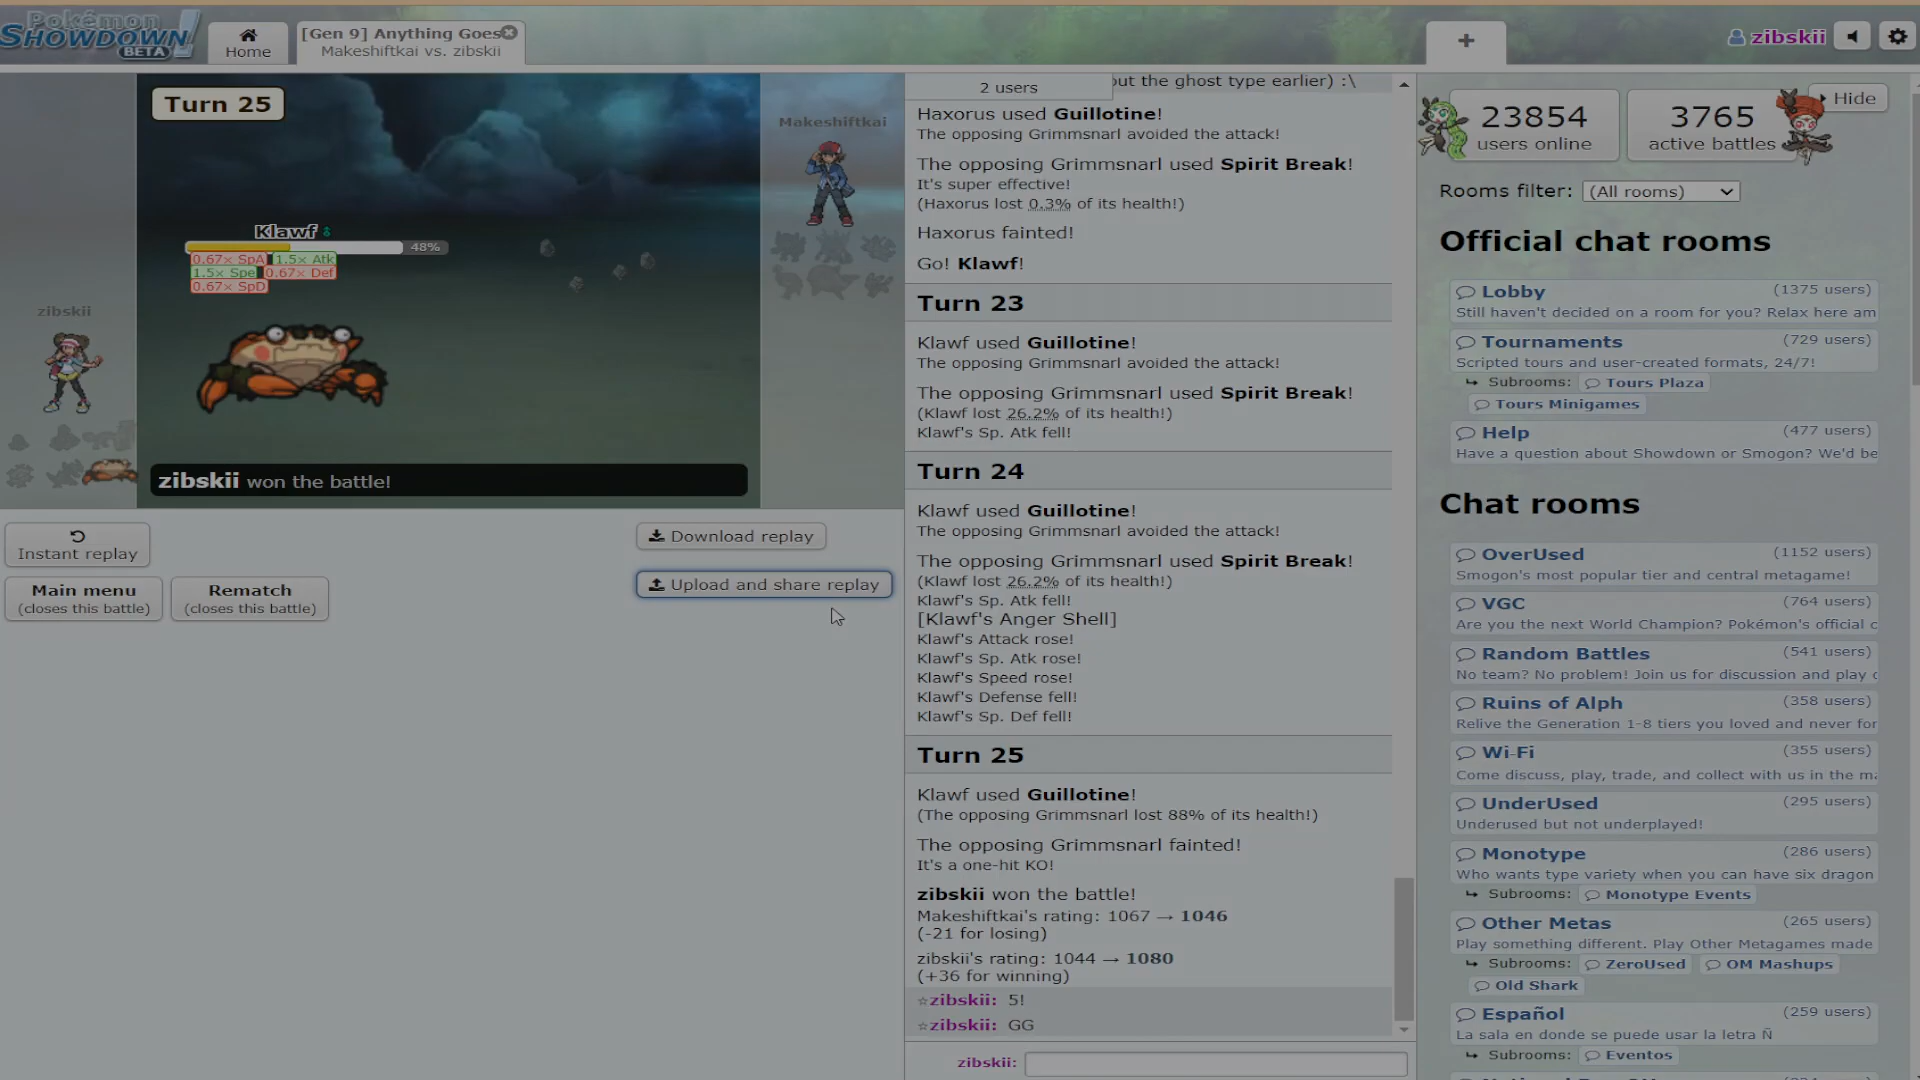 Pokémon
SHOWDOWN!
BETA
Home
[Gen 9] Anything Goes
Makeshiftkai vs. zibskii
+
zibskii
Turn 25
Makeshiftkai
Klawf
48%
0.67× SpA 1.5× Atk
1.5× Spe 0.67× Def
0.67× SpD
zibskii
zibskii won the battle!
Instant replay
Download replay
Upload and share replay
Main menu
(closes this battle)
Rematch
(closes this battle)
2 users
out the ghost type earlier) :\
Haxorus used Guillotine!
The opposing Grimmsnarl avoided the attack!
The opposing Grimmsnarl used Spirit Break!
It's super effective!
(Haxorus lost 0.3% of its health!)
Haxorus fainted!
Go! Klawf!
Turn 23
Klawf used Guillotine!
The opposing Grimmsnarl avoided the attack!
The opposing Grimmsnarl used Spirit Break!
(Klawf lost 26.2% of its health!)
Klawf's Sp. Atk fell!
Turn 24
Klawf used Guillotine!
The opposing Grimmsnarl avoided the attack!
The opposing Grimmsnarl used Spirit Break!
(Klawf lost 26.2% of its health!)
Klawf's Sp. Atk fell!
[Klawf's Anger Shell]
Klawf's Attack rose!
Klawf's Sp. Atk rose!
Klawf's Speed rose!
Klawf's Defense fell!
Klawf's Sp. Def fell!
Turn 25
Klawf used Guillotine!
(The opposing Grimmsnarl lost 88% of its health!)
The opposing Grimmsnarl fainted!
It's a one-hit KO!
zibskii won the battle!
Makeshiftkai's rating: 1067 → 1046
(-21 for losing)
zibskii's rating: 1044 → 1080
(+36 for winning)
☆zibskii: 5!
☆zibskii: GG
zibskii:
23854
users online
3765
active battles
Hide
Rooms filter: (All rooms)
Official chat rooms
Lobby (1375 users)
Still haven't decided on a room for you? Relax here am
Tournaments (729 users)
Scripted tours and user-created formats, 24/7!
↳ Subrooms: Tours Plaza
Tours Minigames
Help (477 users)
Have a question about Showdown or Smogon? We'd be
Chat rooms
OverUsed (1152 users)
Smogon's most popular tier and central metagame!
VGC (764 users)
Are you the next World Champion? Pokémon's official c
Random Battles (541 users)
No team? No problem! Join us for discussion and play c
Ruins of Alph (358 users)
Relive the Generation 1-8 tiers you loved and never for
Wi-Fi (355 users)
Come discuss, play, trade, and collect with us in the ma
UnderUsed (295 users)
Underused but not underplayed!
Monotype (286 users)
Who wants type variety when you can have six dragon
↳ Subrooms: Monotype Events
Other Metas (265 users)
Play something different. Play Other Metagames made
↳ Subrooms: ZeroUsed OM Mashups
Old Shark
Español (259 users)
La sala en donde se puede usar la letra Ñ
↳ Subrooms: Eventos